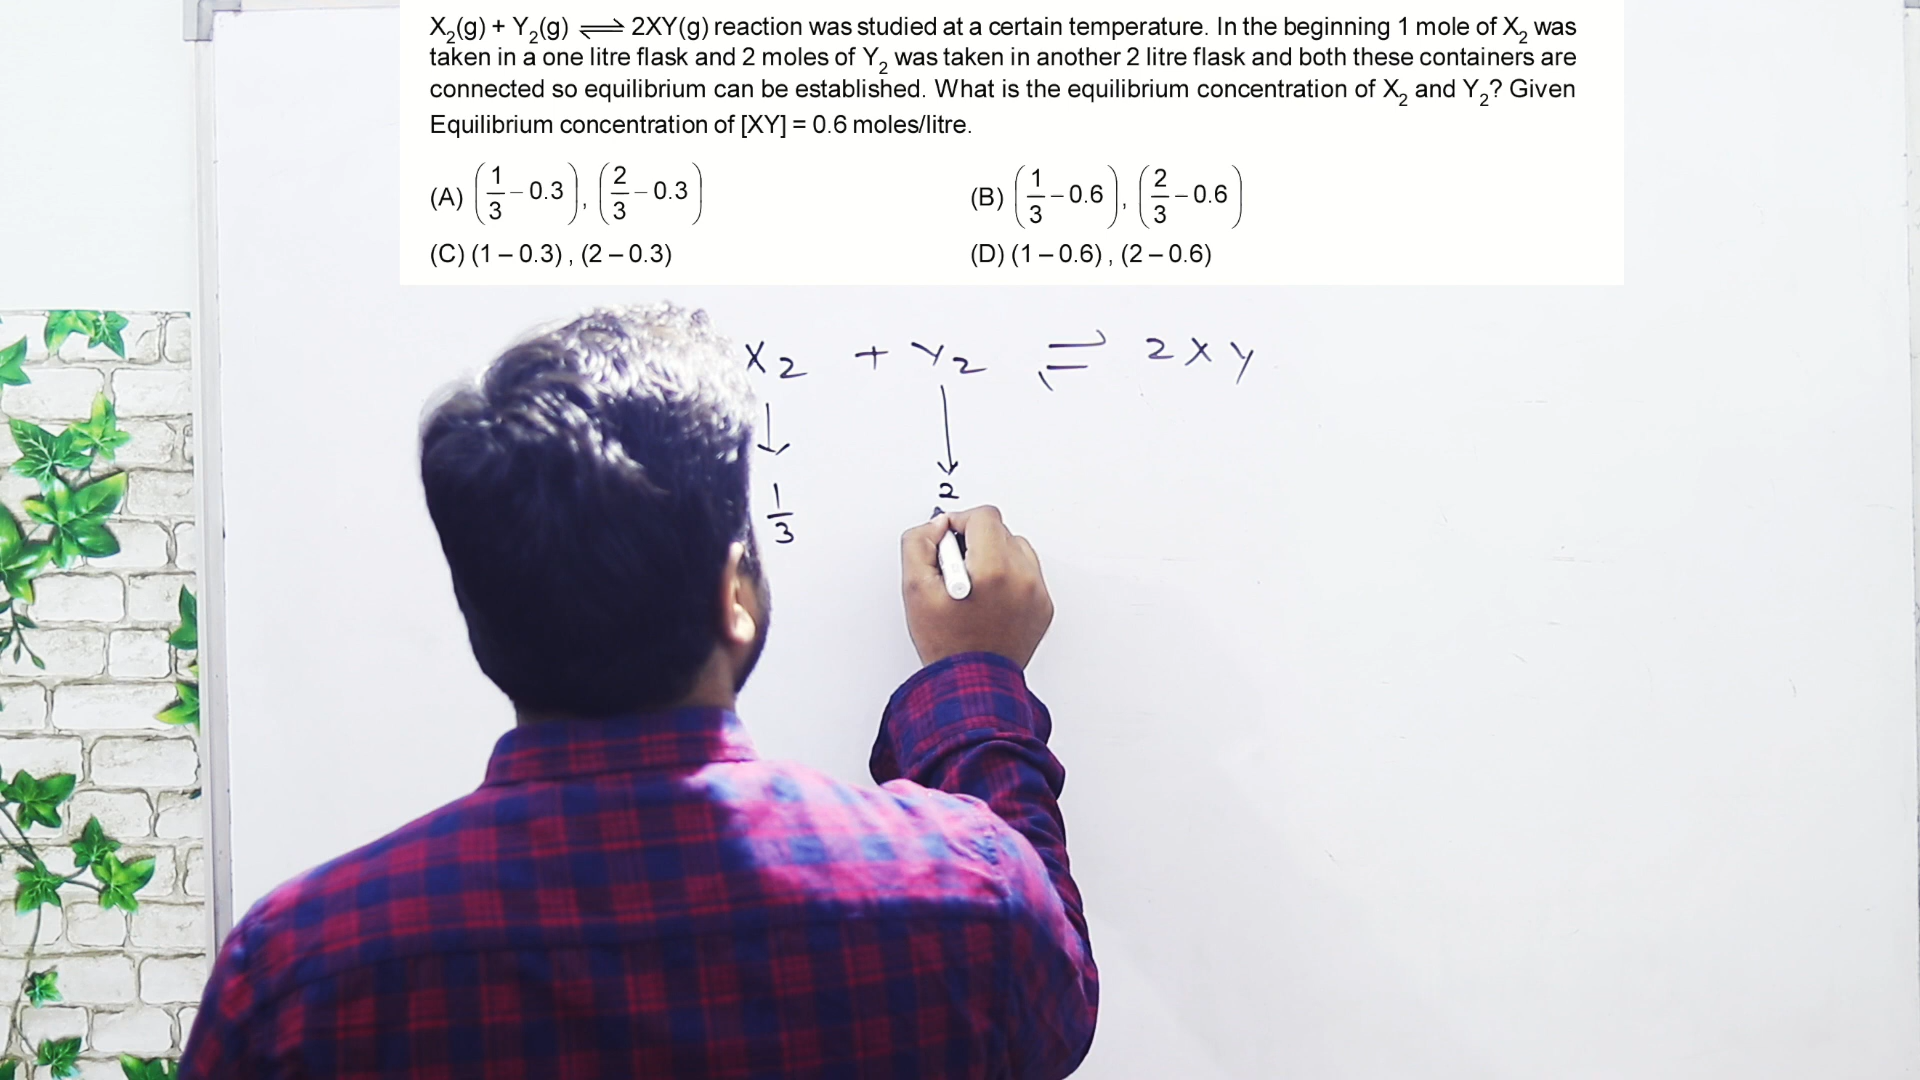 X₂(g) + Y₂(g) ⇌ 2XY(g) reaction was studied at a certain temperature. In the beginning 1 mole of X₂ was
taken in a one litre flask and 2 moles of Y₂ was taken in another 2 litre flask and both these containers are
connected so equilibrium can be established. What is the equilibrium concentration of X₂ and Y₂? Given
Equilibrium concentration of [XY] = 0.6 moles/litre.
(A) (1/3 – 0.3), (2/3 – 0.3)
(B) (1/3 – 0.6), (2/3 – 0.6)
(C) (1 – 0.3) , (2 – 0.3)
(D) (1 – 0.6) , (2 – 0.6)
X₂ + Y₂ ⇌ 2XY
↓ ↓
1/3 2